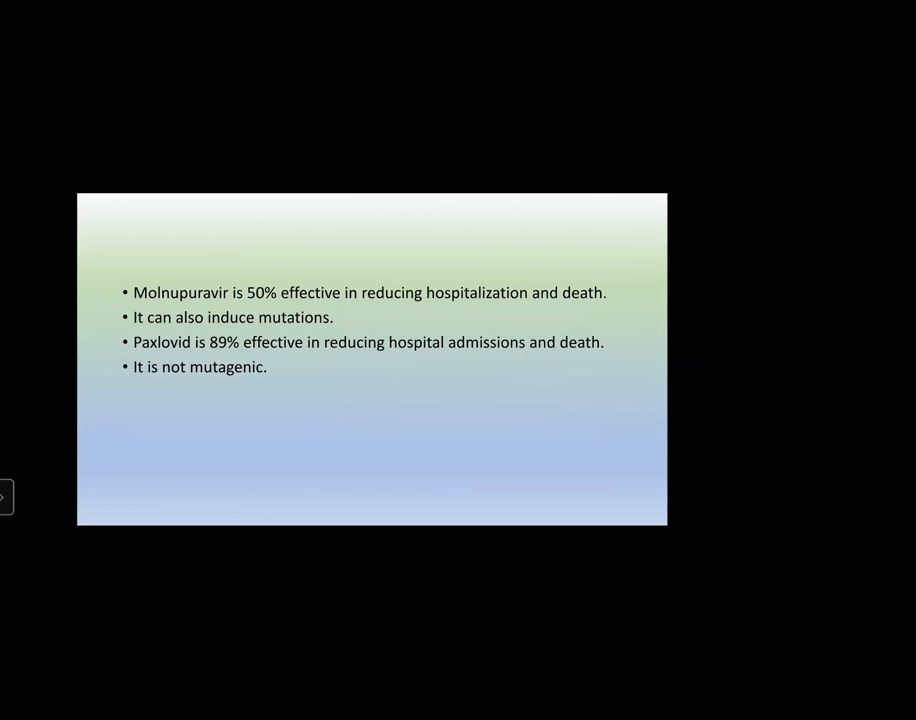 • Molnupuravir is 50% effective in reducing hospitalization and death.
• It can also induce mutations.
• Paxlovid is 89% effective in reducing hospital admissions and death.
• It is not mutagenic.